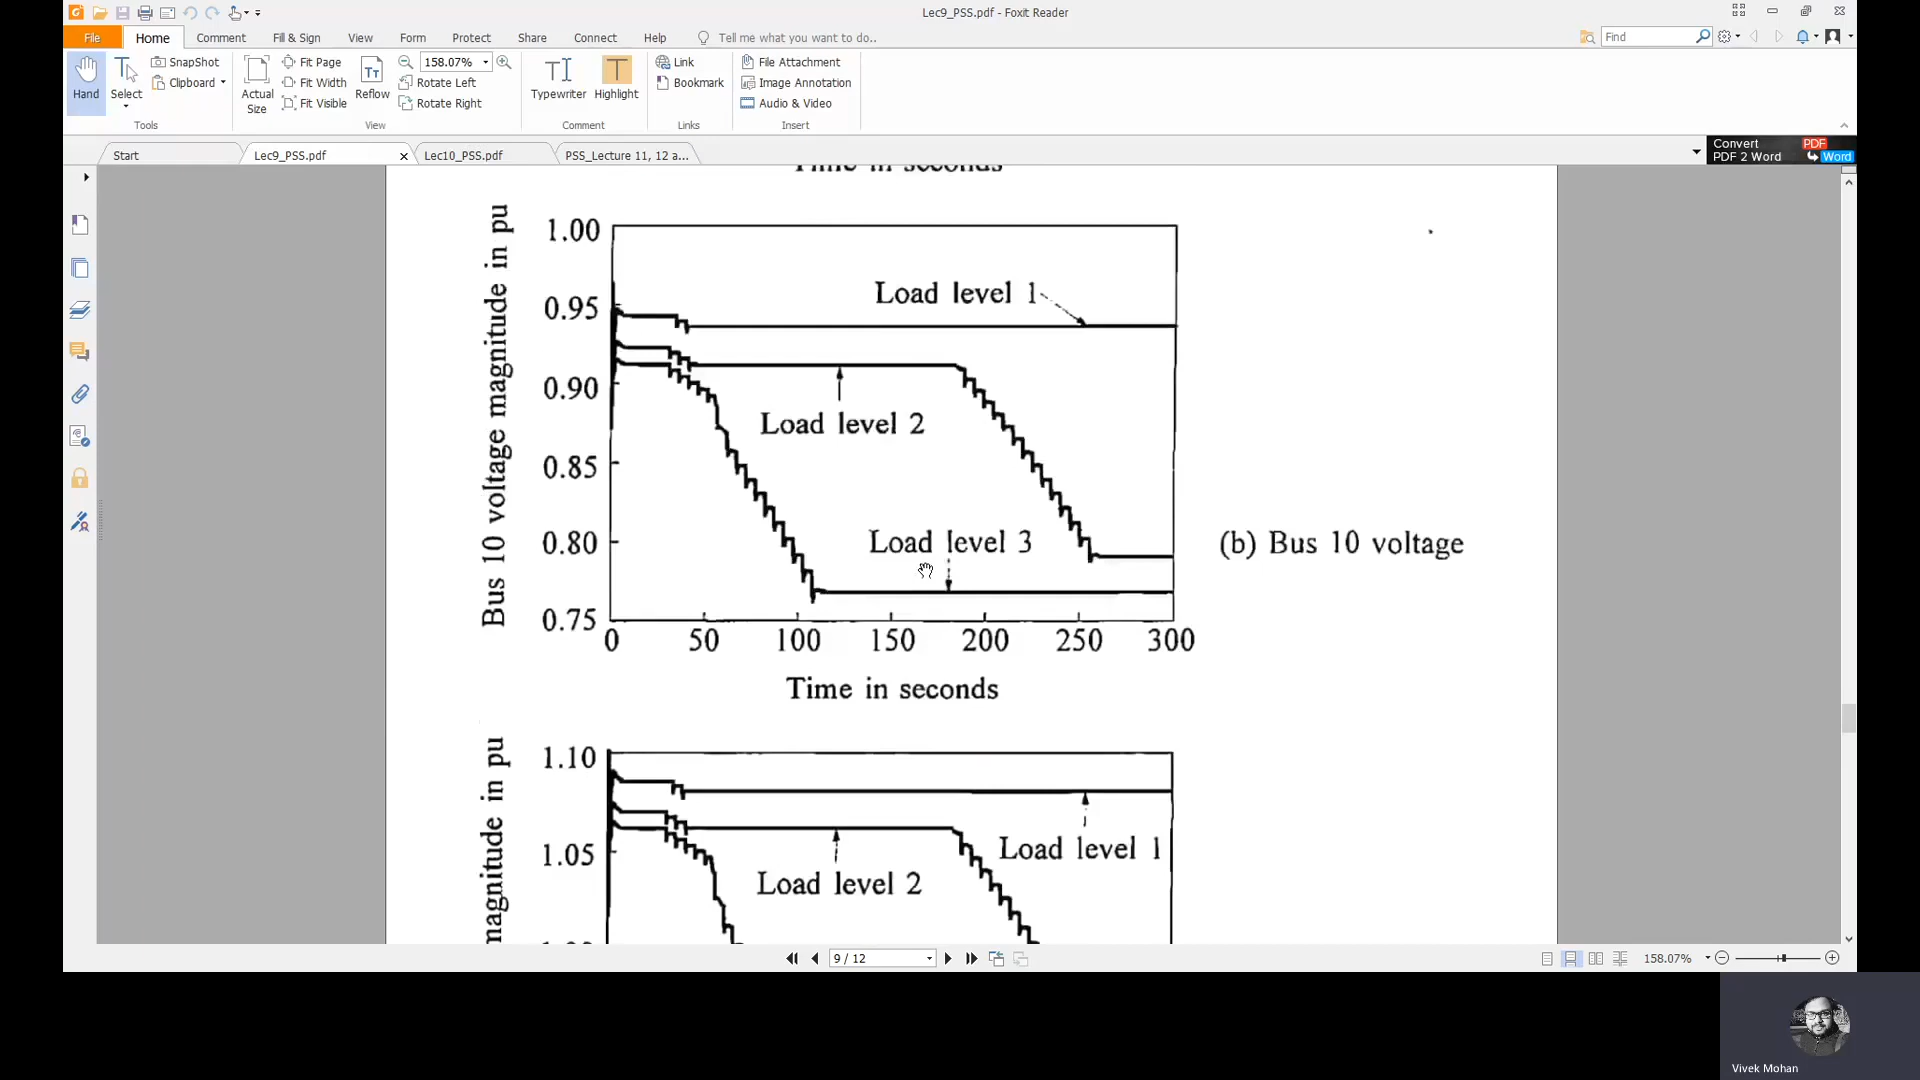 Lec9_PSS.pdf - Foxit Reader
File Home Comment Fill & Sign View Form Protect Share Connect Help Tell me what you want to do.. Find
Hand
Select
SnapShot
Clipboard
Tools
Actual Size
Fit Page
Fit Width
Fit Visible
Reflow
158.07%
Rotate Left
Rotate Right
View
Typewriter
Highlight
Comment
Link
Bookmark
Links
File Attachment
Image Annotation
Audio & Video
Insert
Start Lec9_PSS.pdf Lec10_PSS.pdf PSS_Lecture 11, 12 a...
Convert PDF
PDF 2 Word Word
Time in seconds
Bus 10 voltage magnitude in pu
1.00
0.95
0.90
0.85
0.80
0.75
Load level 1
Load level 2
Load level 3
(b) Bus 10 voltage
0 50 100 150 200 250 300
Time in seconds
magnitude in pu
1.10
1.05
Load level 1
Load level 2
9 / 12
158.07%
Vivek Mohan